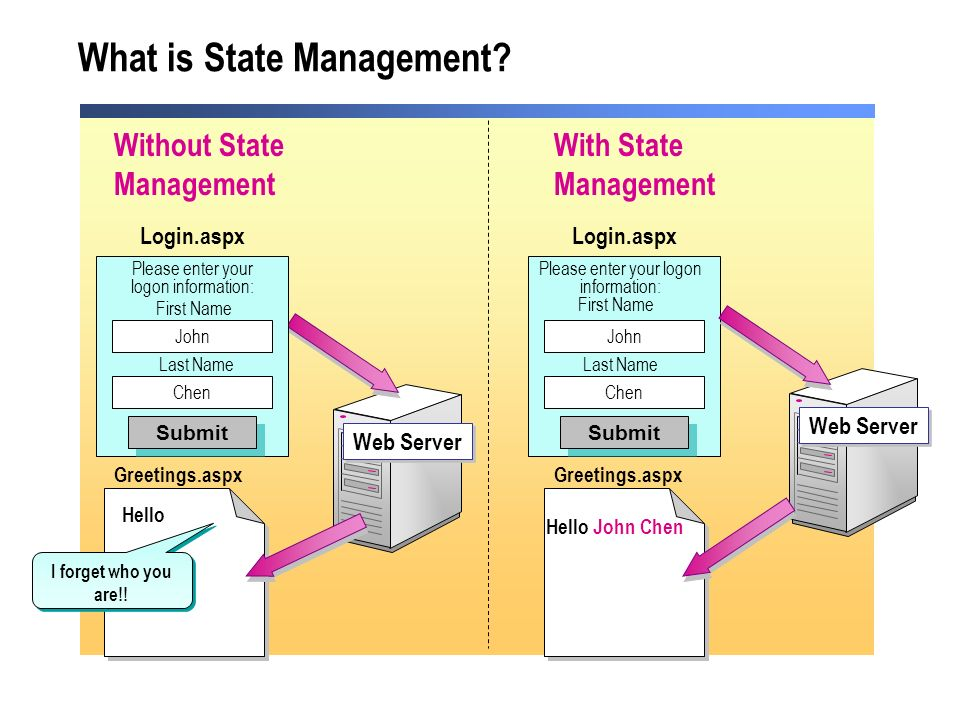 What is State Management?
Without State
Management
Login.aspx
Please enter your
logon information:
First Name
John
Last Name
Chen
Submit
Web Server
Greetings.aspx
Hello
I forget who you
are!!
With State
Management
Login.aspx
Please enter your logon
information:
First Name
John
Last Name
Chen
Submit
Web Server
Greetings.aspx
Hello John Chen